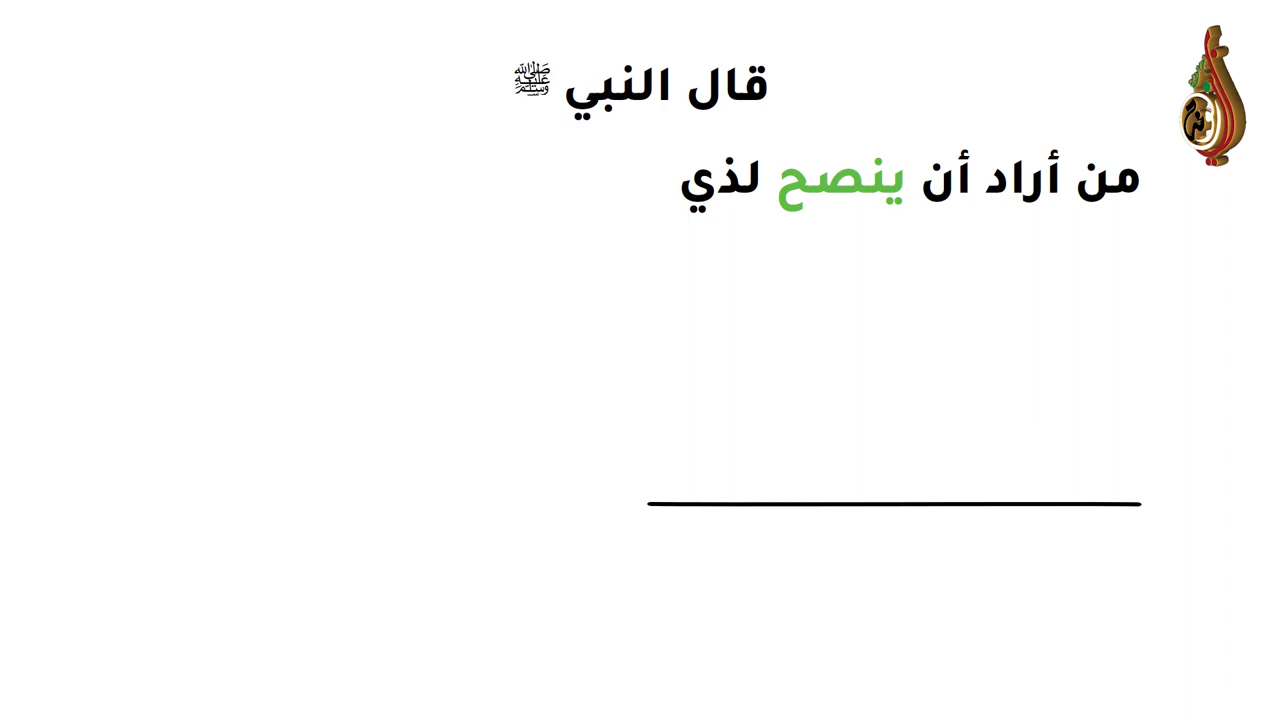 قال النبي ﷺ
من أراد أن ينصح لذي